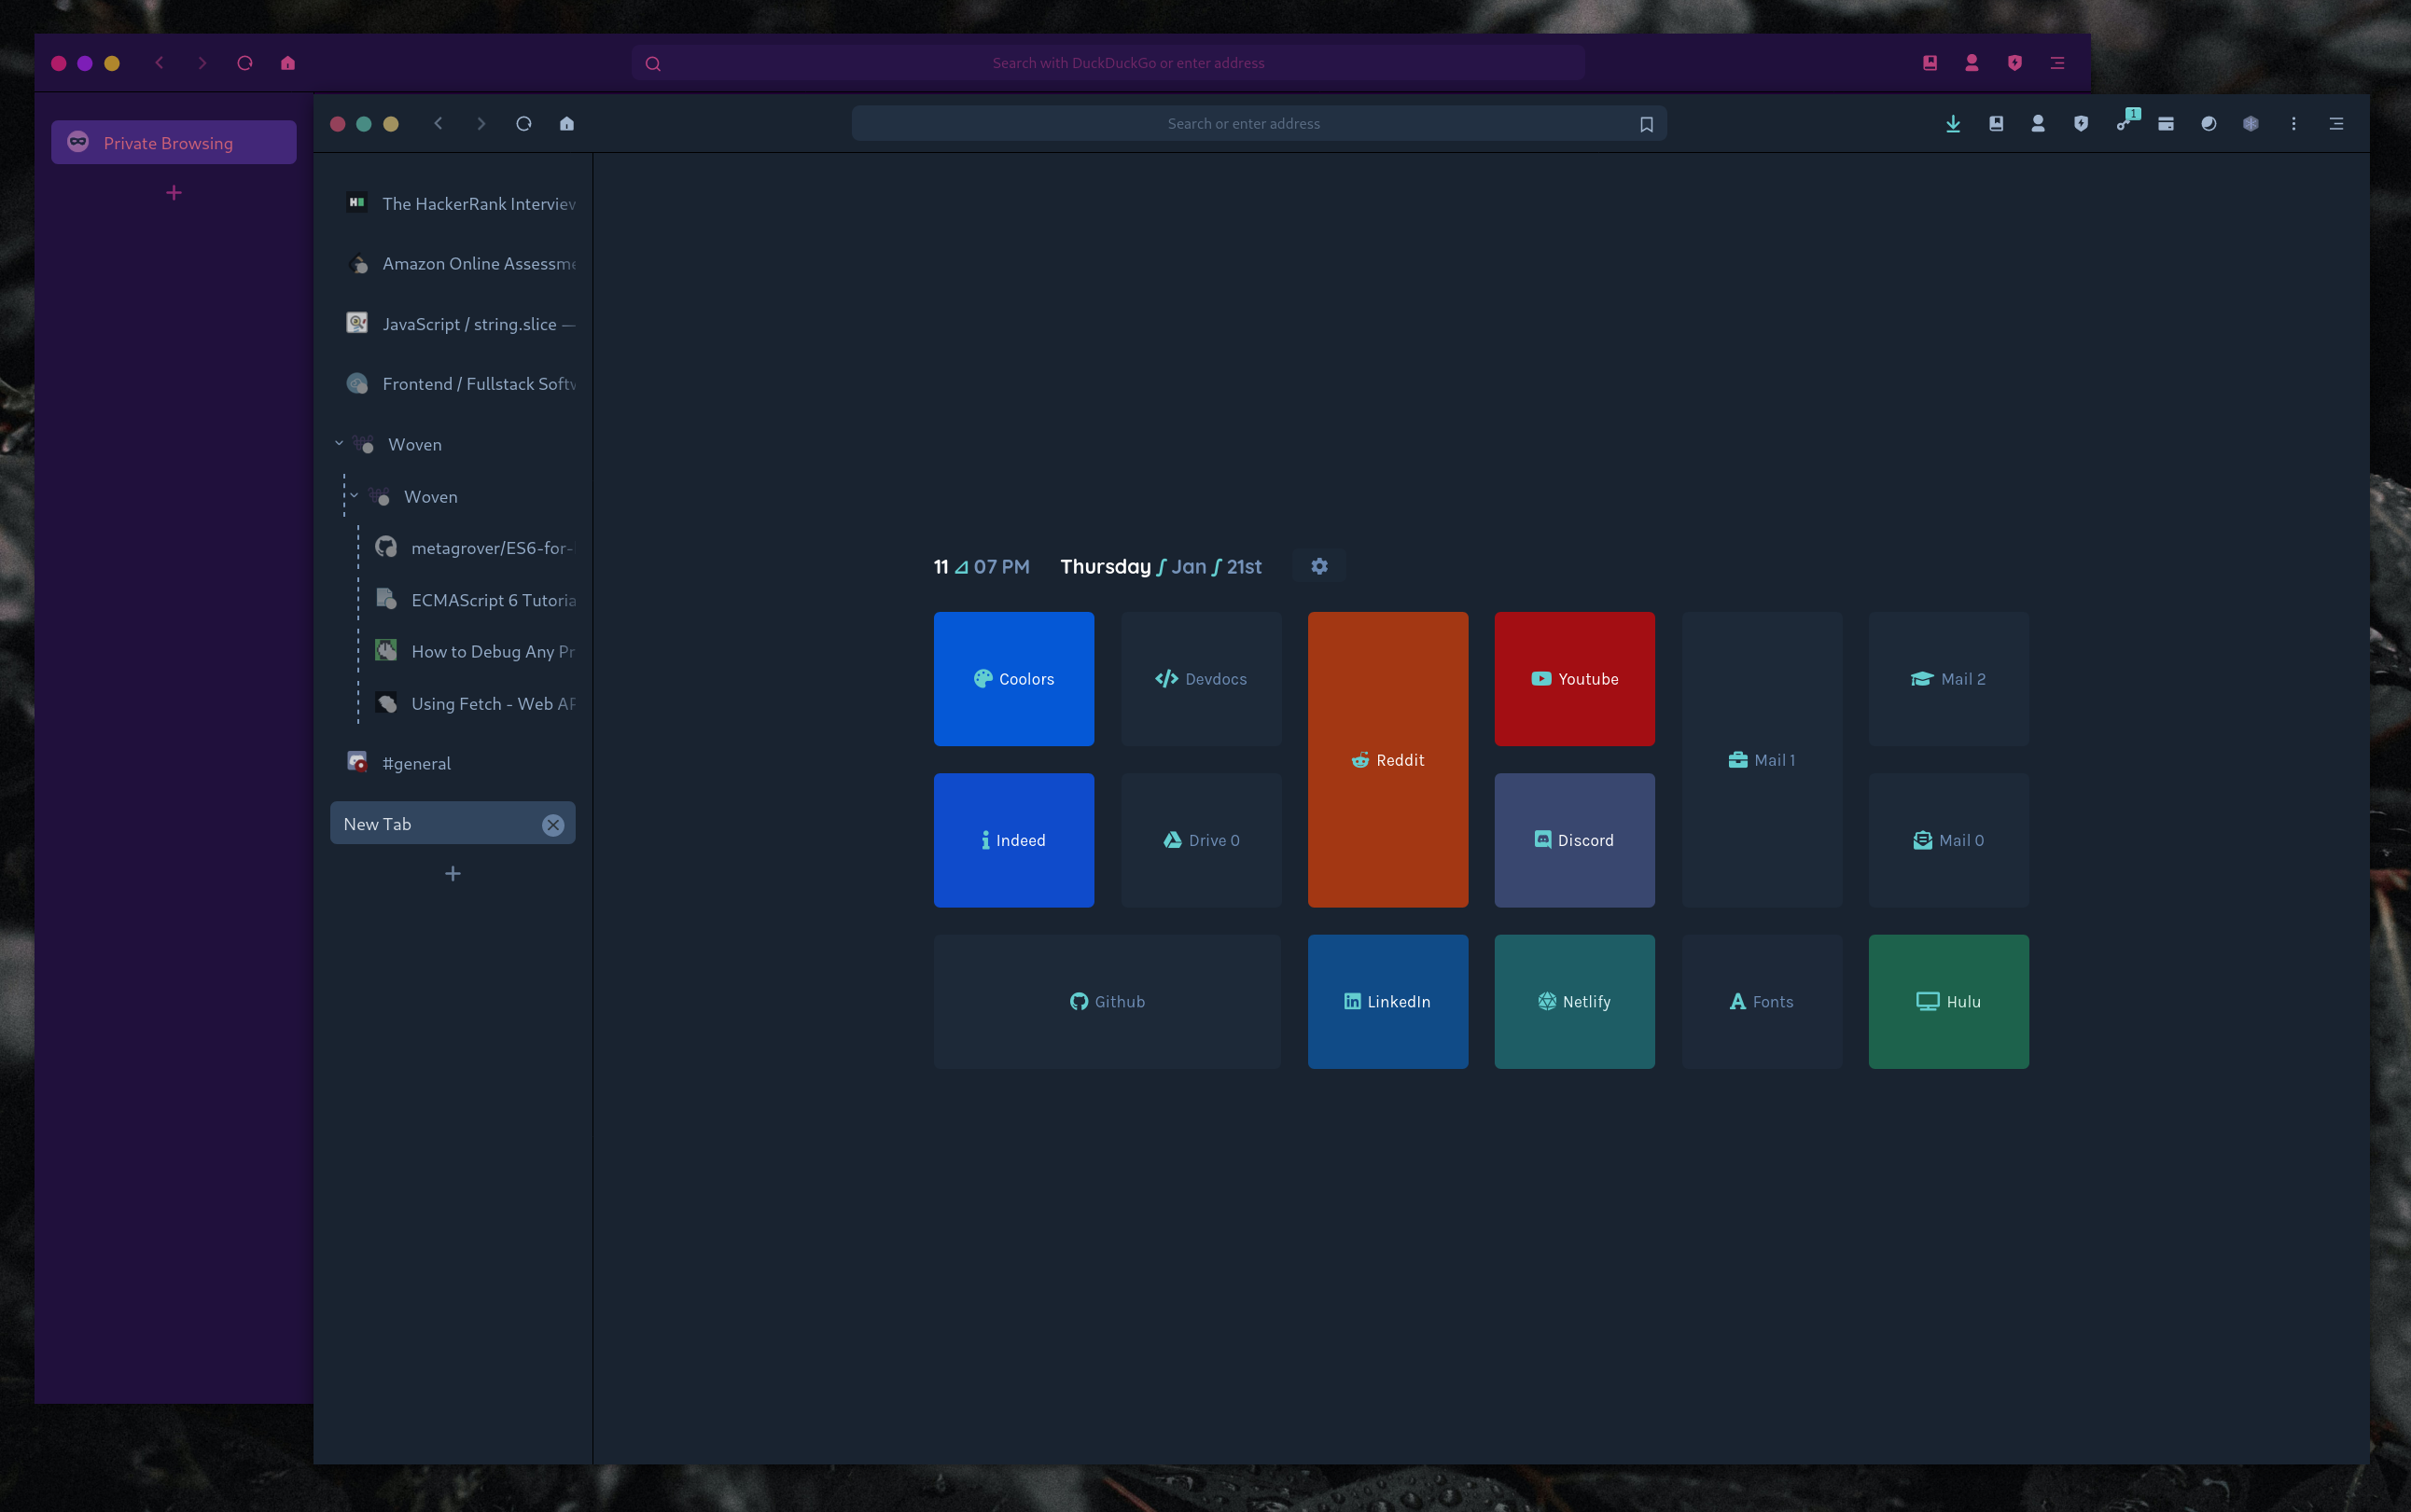 Search with DuckDuckGo or enter address
Private Browsing
Search or enter address
1
The HackerRank Interview
Amazon Online Assessme
JavaScript / string.slice —
Frontend / Fullstack Softw
Woven
Woven
metagrover/ES6-for-
ECMAScript 6 Tutoria
How to Debug Any Pr
Using Fetch - Web AP
#general
New Tab
11 07 PM Thursday ∫ Jan ∫ 21st
Coolors
Devdocs
Reddit
Youtube
Mail 1
Mail 2
Indeed
Drive 0
Discord
Mail 0
Github
LinkedIn
Netlify
Fonts
Hulu